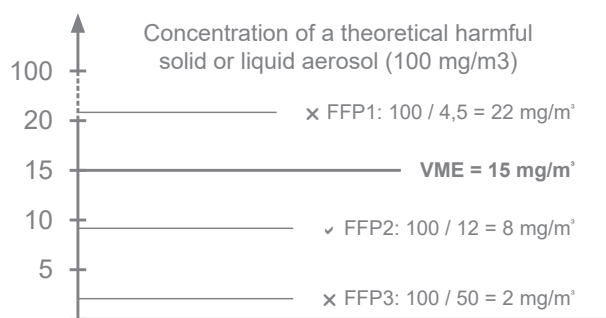 Concentration of a theoretical harmful
solid or liquid aerosol (100 mg/m3)
100
× FFP1: 100 / 4,5 = 22 mg/m³
20
15
VME = 15 mg/m³
10
✓ FFP2: 100 / 12 = 8 mg/m³
5
× FFP3: 100 / 50 = 2 mg/m³